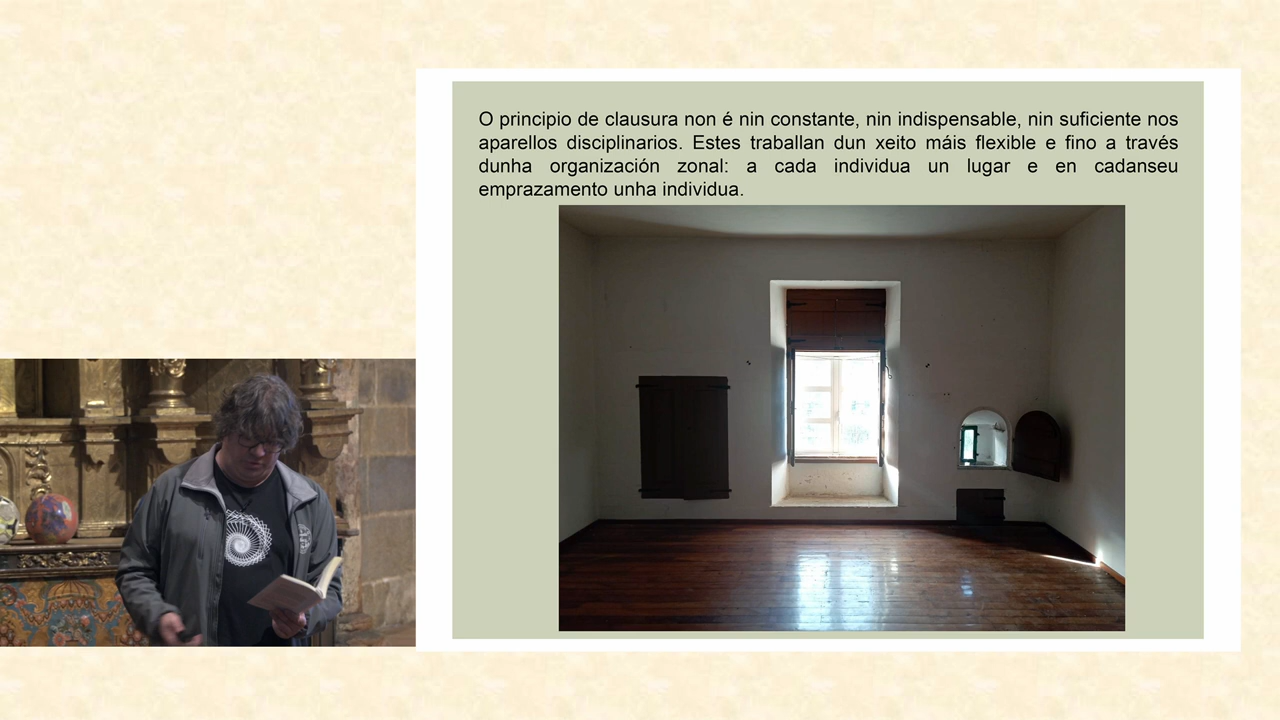 O principio de clausura non é nin constante, nin indispensable, nin suficiente nos
aparellos disciplinarios. Estes traballan dun xeito máis flexible e fino a través
dunha organización zonal: a cada individua un lugar e en cadanseu
emprazamento unha individua.